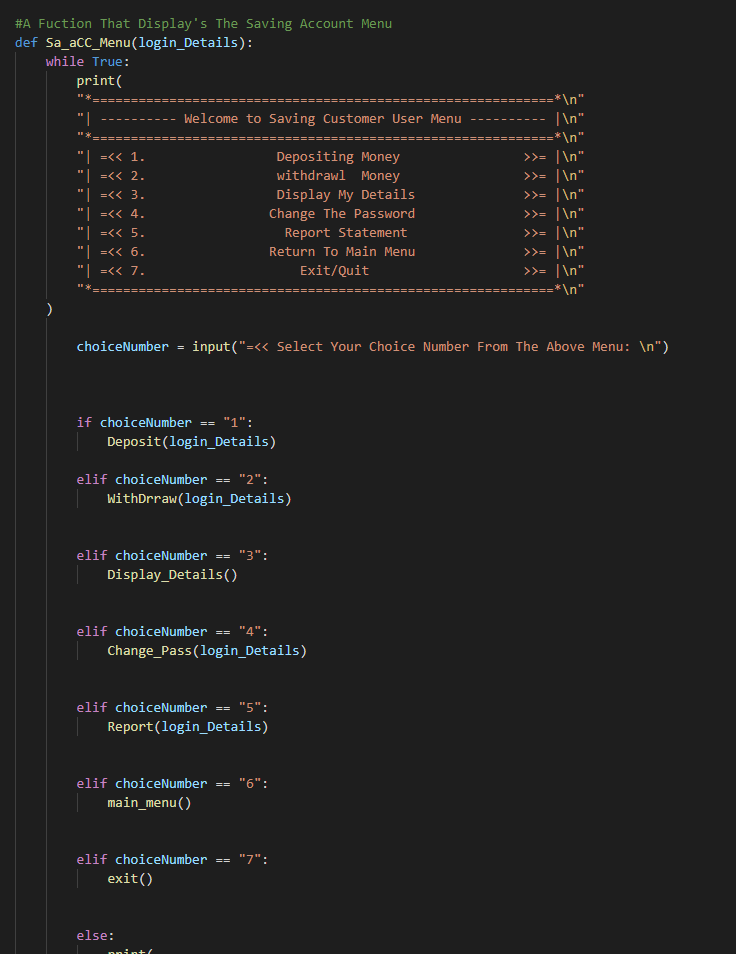 #A Fuction That Display's The Saving Account Menu
def Sa_aCC_Menu(login_Details):
    while True:
        print(
        "*============================================================*\n"
        "| ---------- Welcome to Saving Customer User Menu ---------- |\n"
        "*============================================================*\n"
        "| =<< 1.                 Depositing Money                >>= |\n"
        "| =<< 2.                 withdrawl  Money                >>= |\n"
        "| =<< 3.                 Display My Details              >>= |\n"
        "| =<< 4.                Change The Password              >>= |\n"
        "| =<< 5.                  Report Statement               >>= |\n"
        "| =<< 6.                Return To Main Menu              >>= |\n"
        "| =<< 7.                    Exit/Quit                    >>= |\n"
        "*============================================================*\n"
    )
        choiceNumber = input("=<< Select Your Choice Number From The Above Menu: \n")
        if choiceNumber == "1":
            Deposit(login_Details)
        elif choiceNumber == "2":
            WithDrraw(login_Details)
        elif choiceNumber == "3":
            Display_Details()
        elif choiceNumber == "4":
            Change_Pass(login_Details)
        elif choiceNumber == "5":
            Report(login_Details)
        elif choiceNumber == "6":
            main_menu()
        elif choiceNumber == "7":
            exit()
        else:
            print(